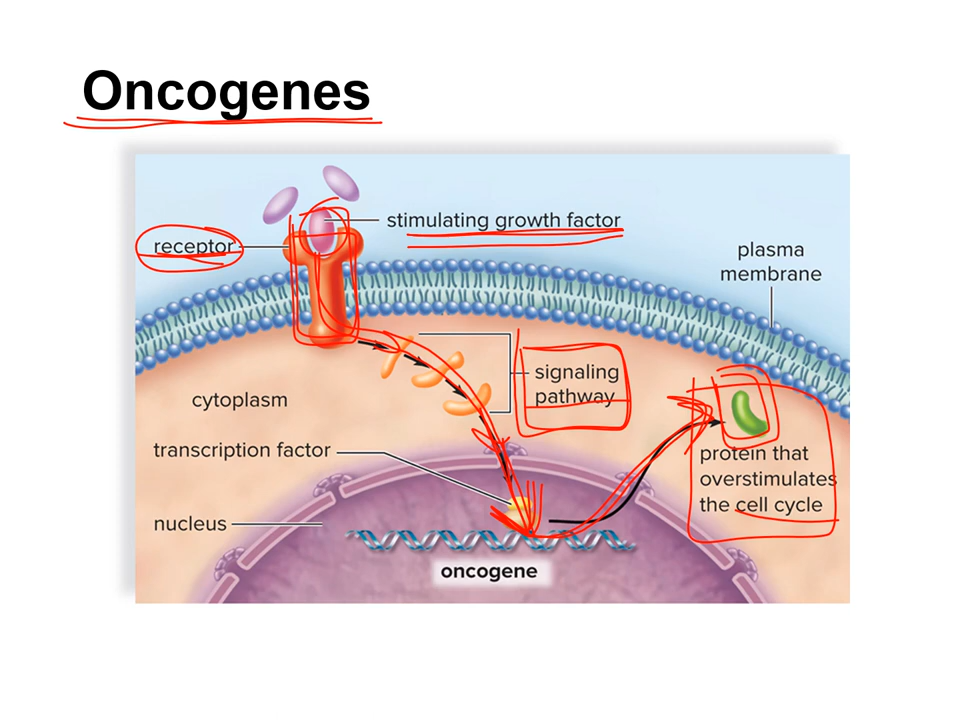 Oncogenes
stimulating growth factor
receptor
plasma
membrane
signaling
pathway
cytoplasm
transcription factor
protein that
overstimulates
the cell cycle
nucleus
oncogene